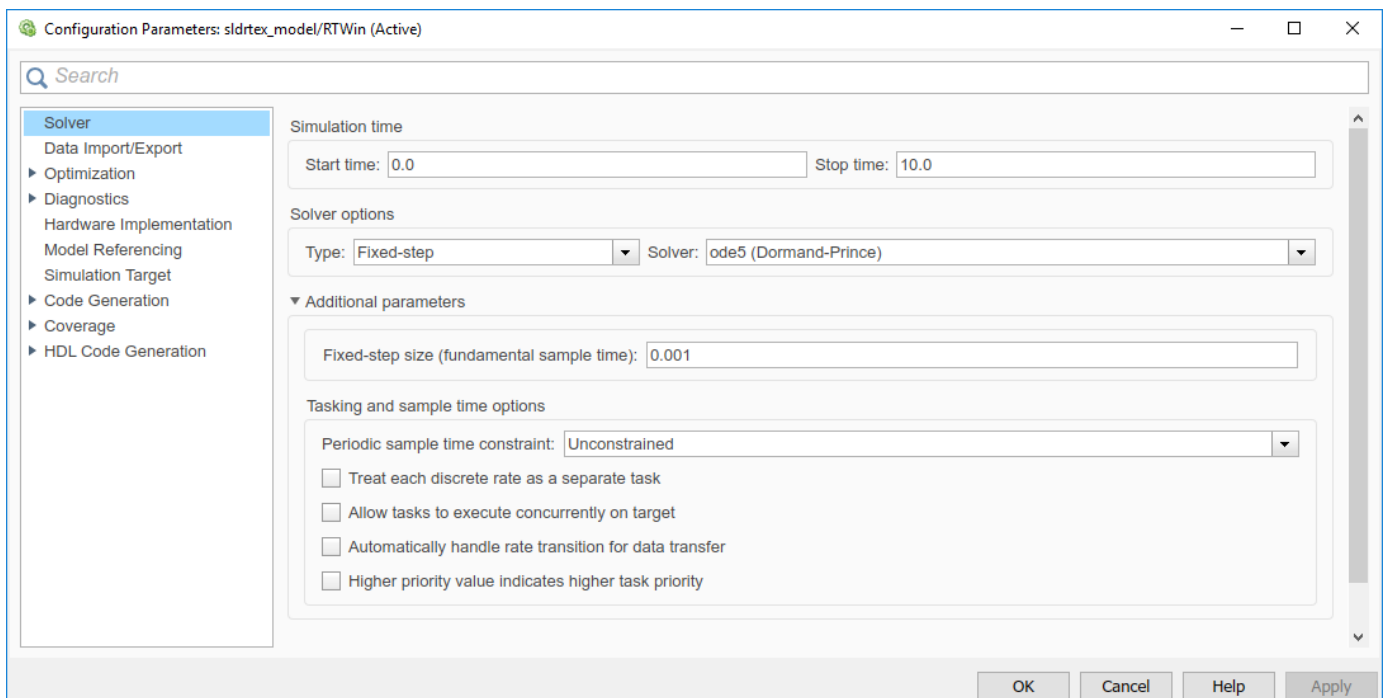 Configuration Parameters: sldrtex_model/RTWin (Active)
Search
Solver
Data Import/Export
Optimization
Diagnostics
Hardware Implementation
Model Referencing
Simulation Target
Code Generation
Coverage
HDL Code Generation
Simulation time
Start time: 0.0 Stop time: 10.0
Solver options
Type: Fixed-step Solver: ode5 (Dormand-Prince)
Additional parameters
Fixed-step size (fundamental sample time): 0.001
Tasking and sample time options
Periodic sample time constraint: Unconstrained
Treat each discrete rate as a separate task
Allow tasks to execute concurrently on target
Automatically handle rate transition for data transfer
Higher priority value indicates higher task priority
OK Cancel Help Apply